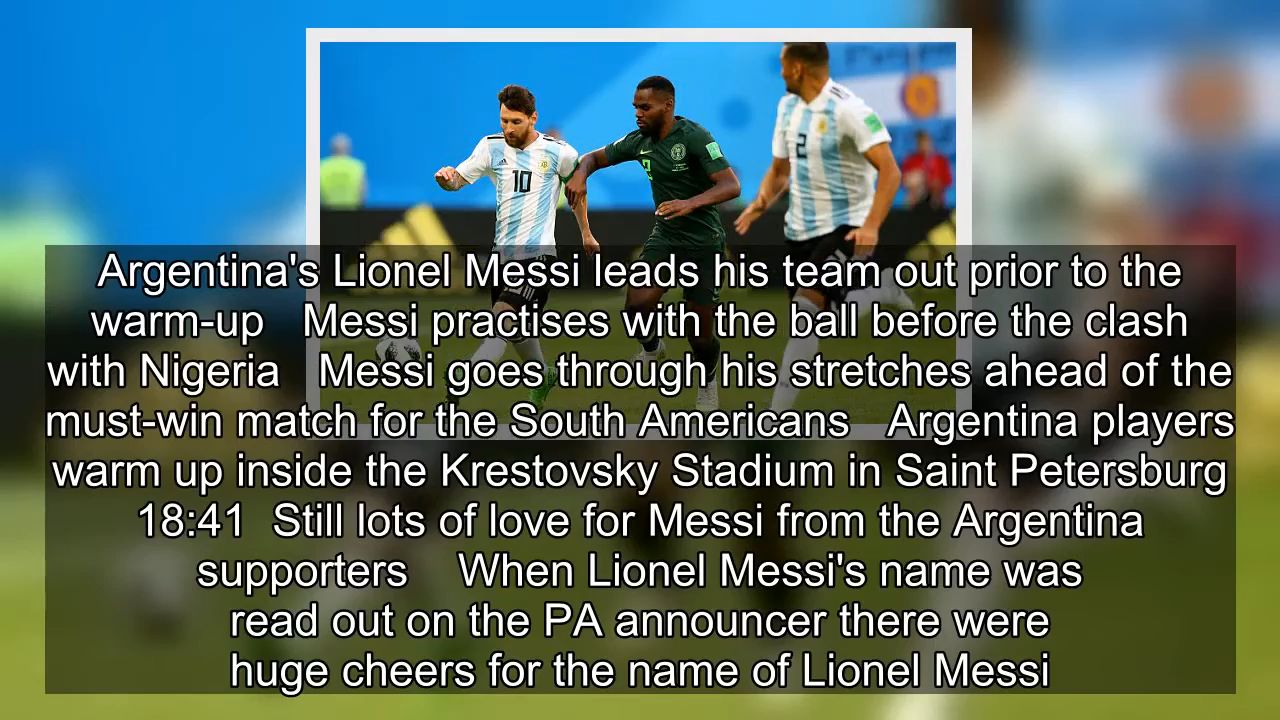 10
2
Argentina's Lionel Messi leads his team out prior to the
warm-up Messi practises with the ball before the clash
with Nigeria Messi goes through his stretches ahead of the
must-win match for the South Americans Argentina players
warm up inside the Krestovsky Stadium in Saint Petersburg
18:41 Still lots of love for Messi from the Argentina
supporters When Lionel Messi's name was
read out on the PA announcer there were
huge cheers for the name of Lionel Messi